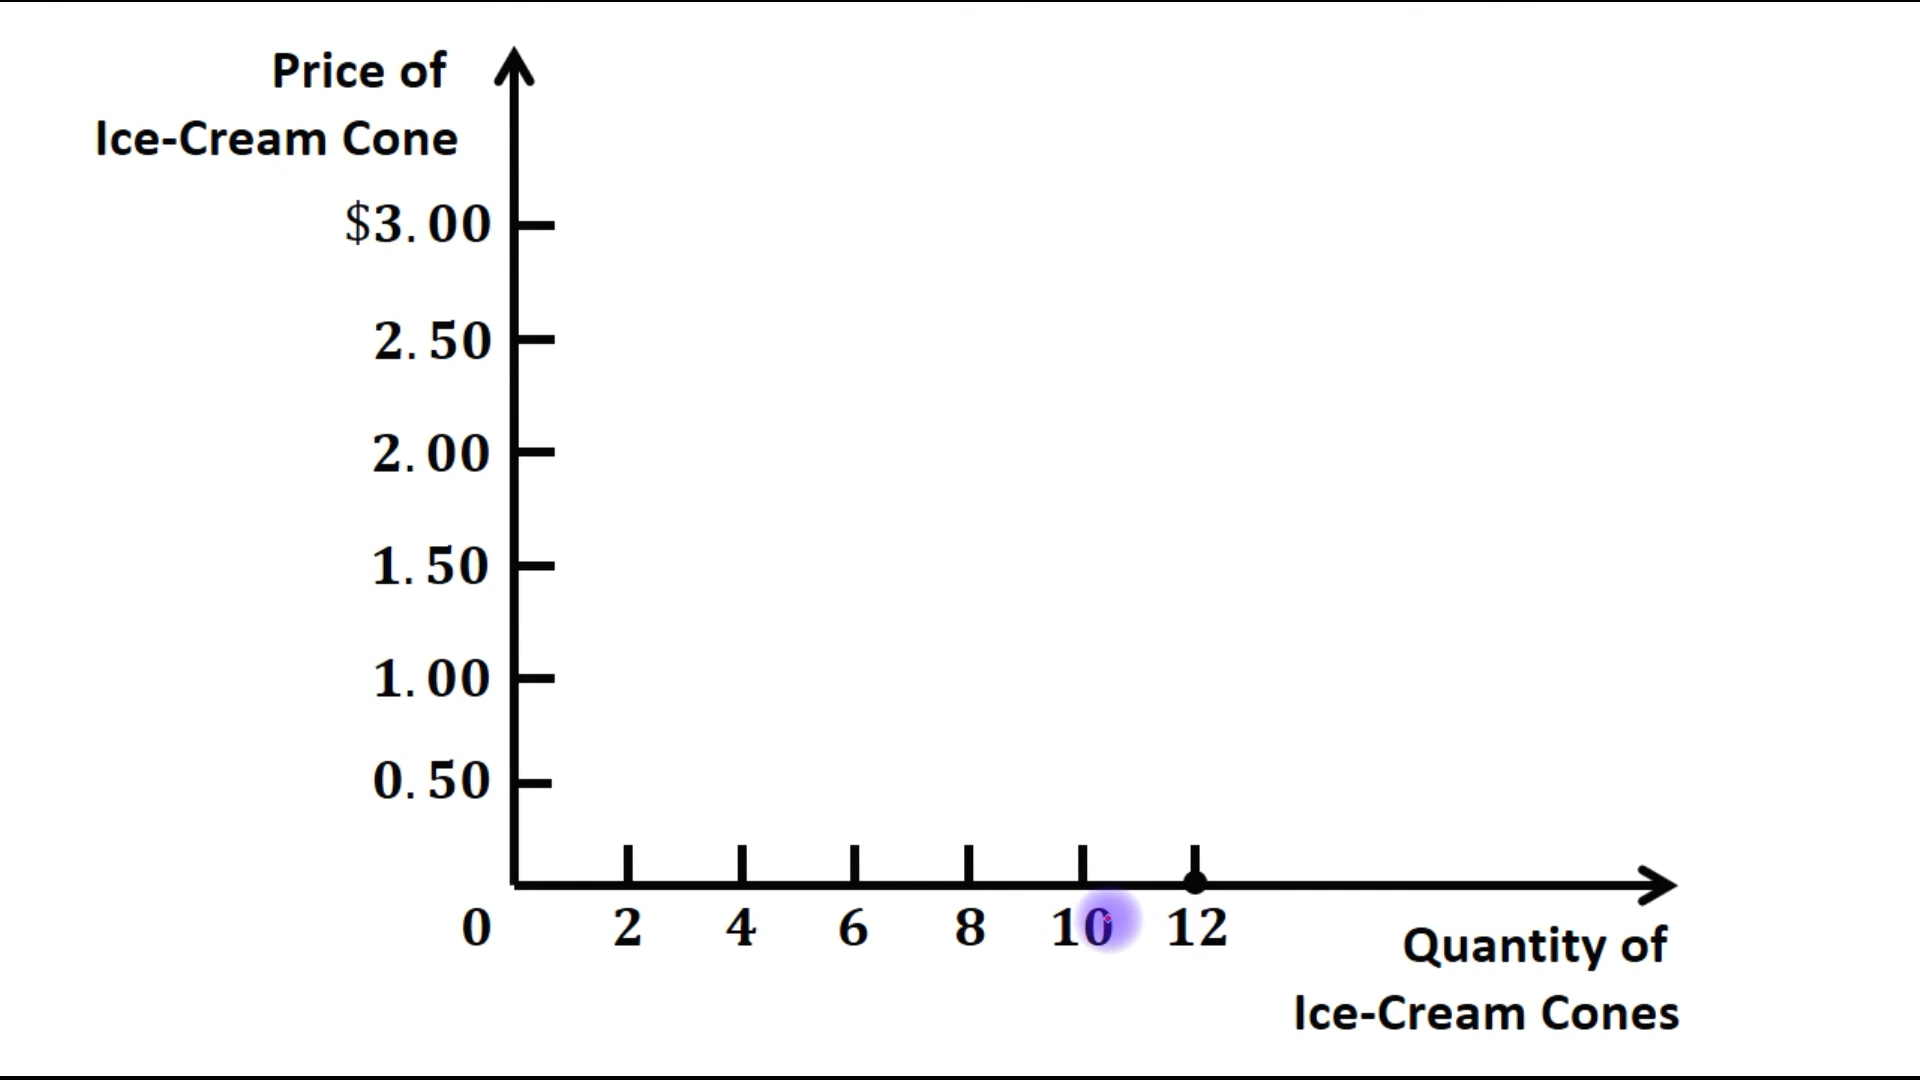 Price of
Ice-Cream Cone
$3.00
2.50
2.00
1.50
1.00
0.50
0 2 4 6 8 10 12
Quantity of
Ice-Cream Cones